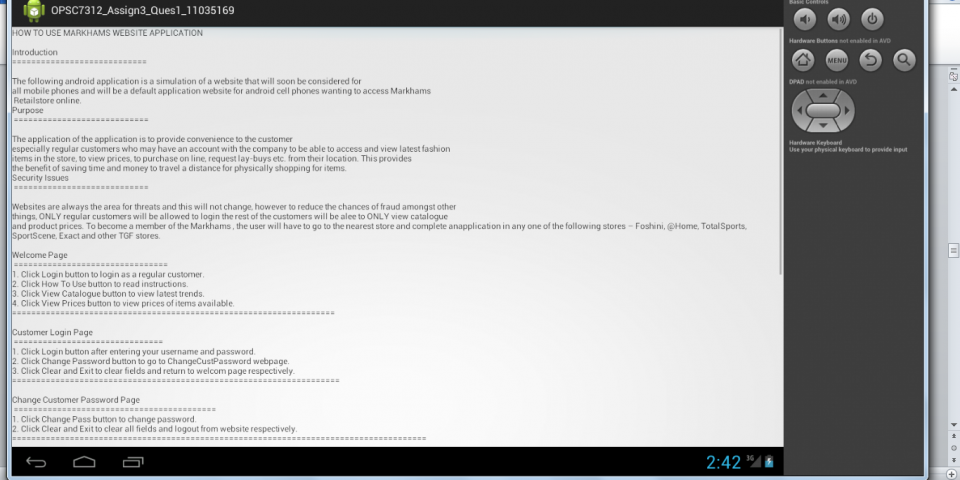 OPSC7312_Assign3_Ques1_11035169
HOW TO USE MARKHAMS WEBSITE APPLICATION
Introduction
===========================
The following android application is a simulation of a website that will soon be considered for
all mobile phones and will be a default application website for android cell phones wanting to access Markhams
Retailstore online.
Purpose
===========================
The application of the application is to provide convenience to the customer
especially regular customers who may have an account with the company to be able to access and view latest fashion
items in the store, to view prices, to purchase on line, request lay-buys etc. from their location. This provides
the benefit of saving time and money to travel a distance for physically shopping for items.
Security Issues
===========================
Websites are always the area for threats and this will not change, however to reduce the chances of fraud amongst other
things, ONLY regular customers will be allowed to login the rest of the customers will be alee to ONLY view catalogue
and product prices. To become a member of the Markhams , the user will have to go to the nearest store and complete anapplication in any one of the following stores – Foshini, @Home, TotalSports,
SportScene, Exact and other TGF stores.
Welcome Page
===============================
1. Click Login button to login as a regular customer.
2. Click How To Use button to read instructions.
3. Click View Catalogue button to view latest trends.
4. Click View Prices button to view prices of items available.
=================================================================
Customer Login Page
==============================
1. Click Login button after entering your username and password.
2. Click Change Password button to go to ChangeCustPassword webpage.
3. Click Clear and Exit to clear fields and return to welcom page respectively.
==================================================================
Change Customer Password Page
=========================================
1. Click Change Pass button to change password.
2. Click Clear and Exit to clear all fields and logout from website respectively.
====================================================================================
2:42
3G
Basic Controls
Hardware Buttons not enabled in AVD
MENU
DPAD not enabled in AVD
Hardware Keyboard
Use your physical keyboard to provide input